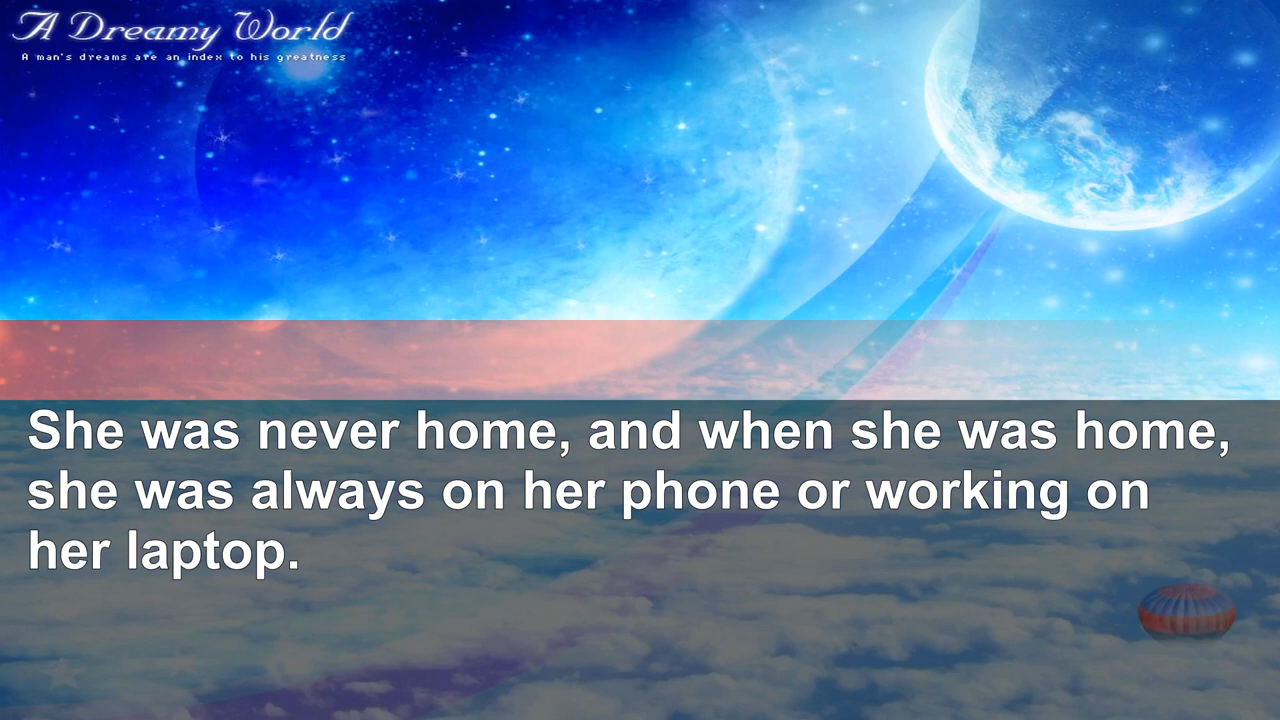 A Dreamy World
A man's dreams are an index to his greatness
She was never home, and when she was home,
she was always on her phone or working on
her laptop.